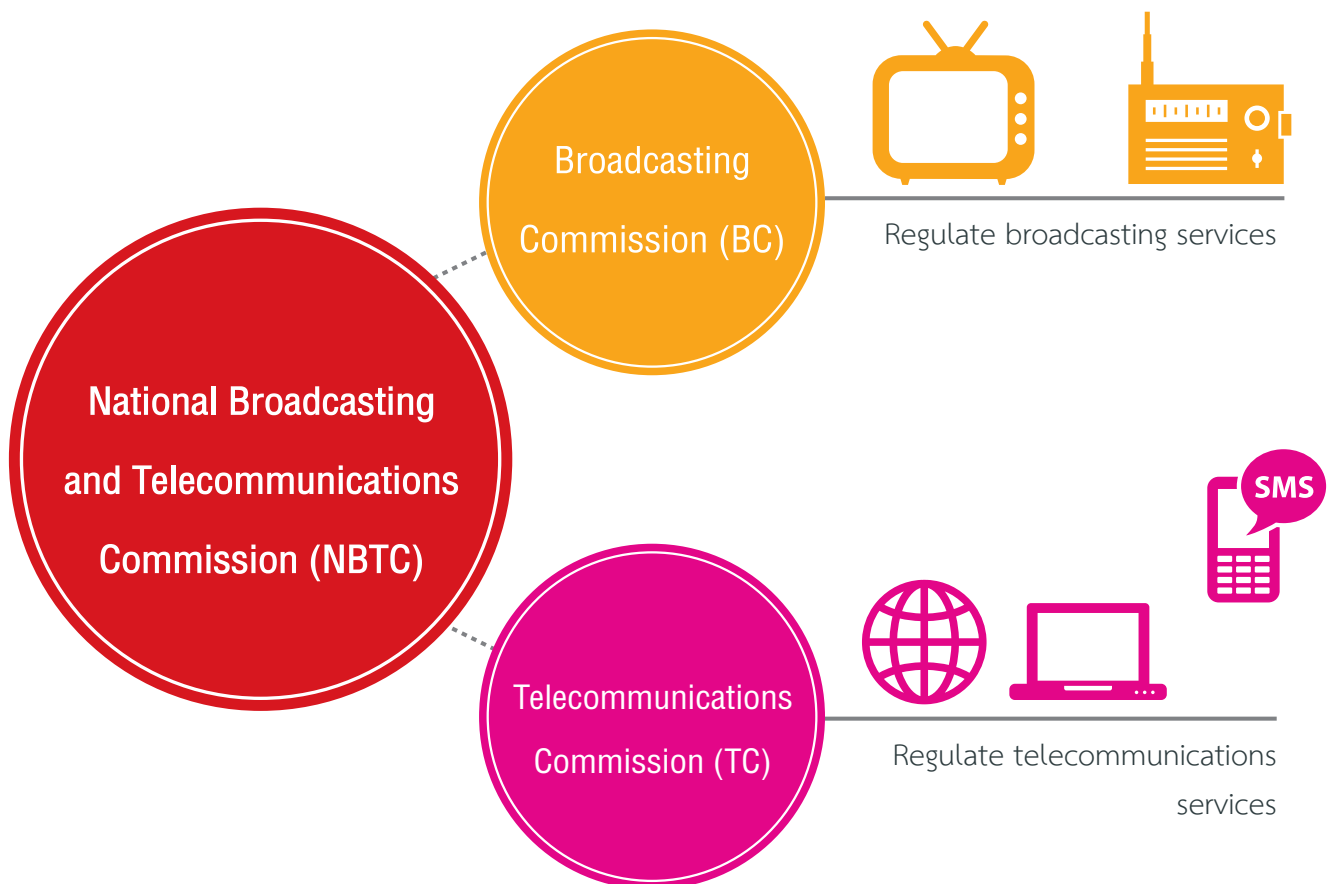 National Broadcasting
and Telecommunications
Commission (NBTC)
Broadcasting
Commission (BC)
Regulate broadcasting services
Telecommunications
Commission (TC)
SMS
Regulate telecommunications
services